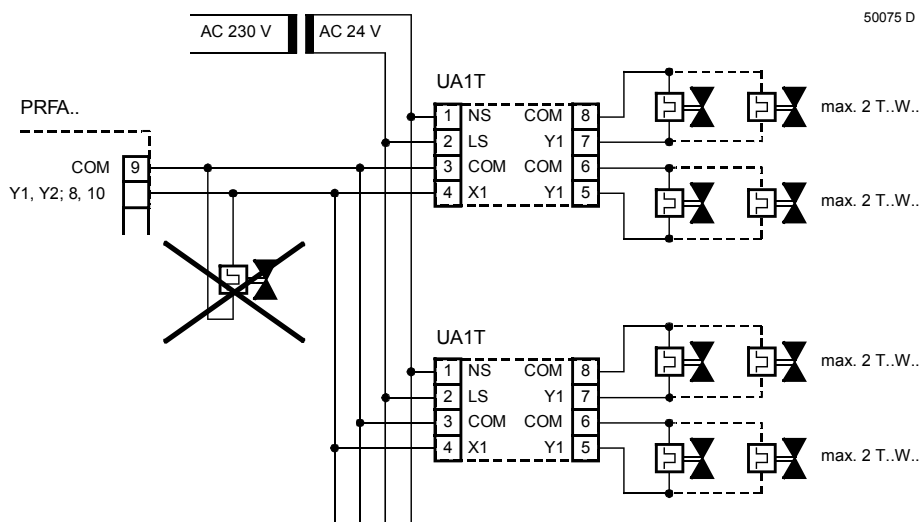 50075 D
AC 230 V AC 24 V
UA1T
PRFA..
1 NS COM 8
2 LS Y1 7
3 COM COM 6
4 X1 Y1 5
max. 2 T..W..
max. 2 T..W..
COM 9
Y1, Y2; 8, 10
UA1T
1 NS COM 8
2 LS Y1 7
3 COM COM 6
4 X1 Y1 5
max. 2 T..W..
max. 2 T..W..